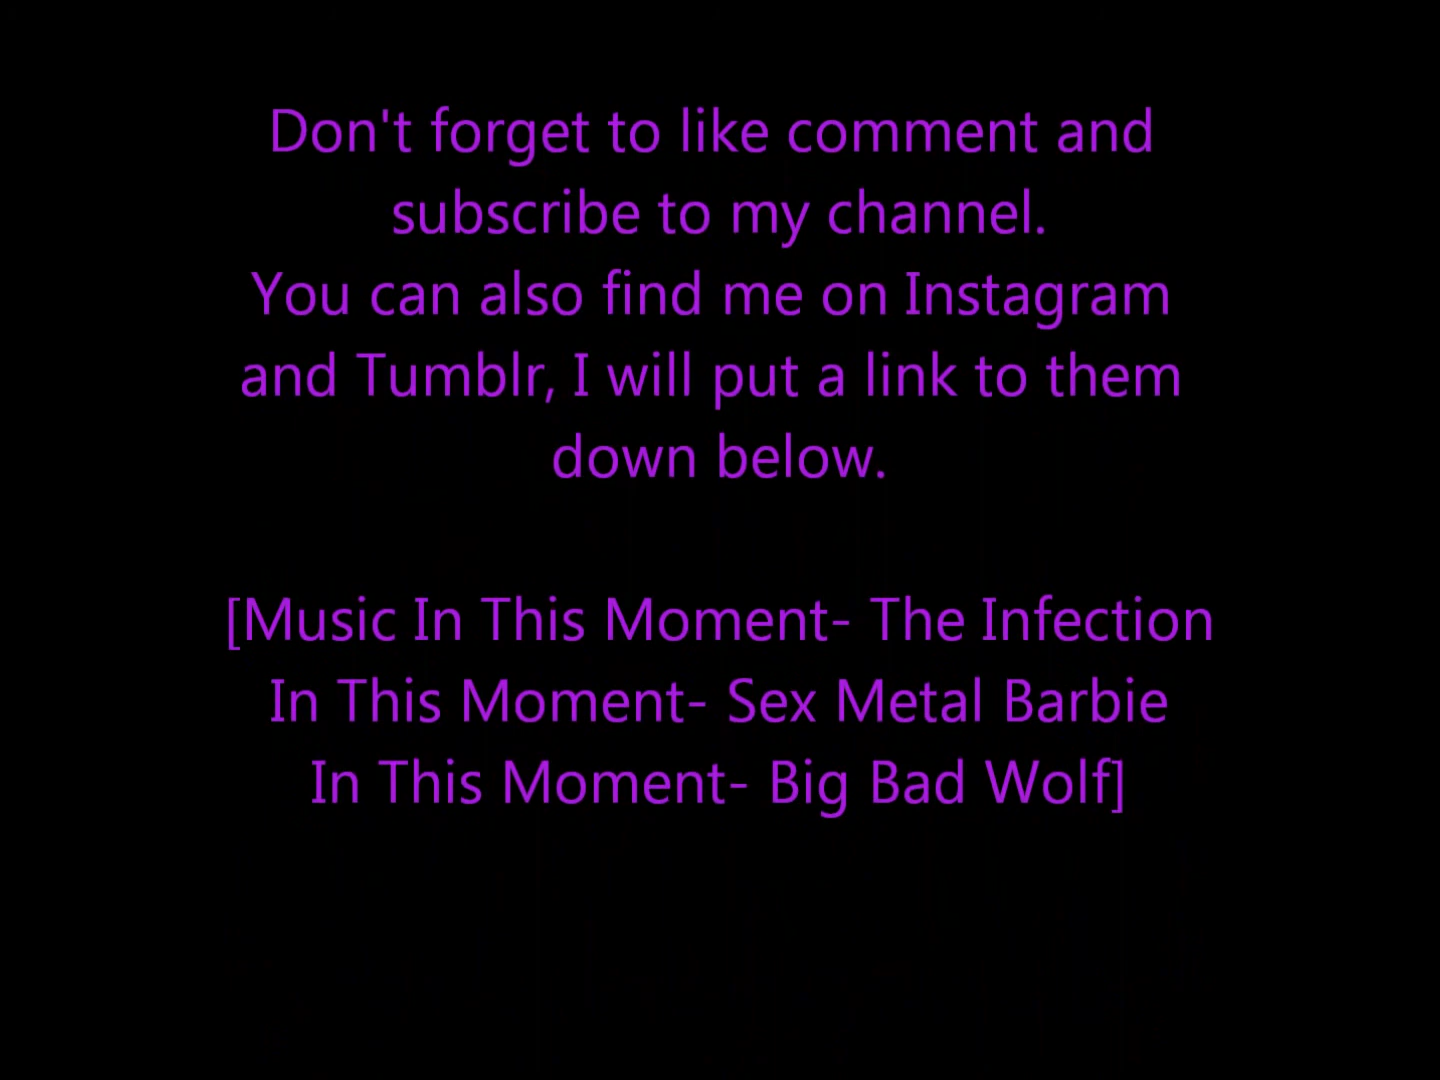 Don't forget to like comment and
subscribe to my channel.
You can also find me on Instagram
and Tumblr, I will put a link to them
down below.
[Music In This Moment- The Infection
In This Moment- Sex Metal Barbie
In This Moment- Big Bad Wolf]